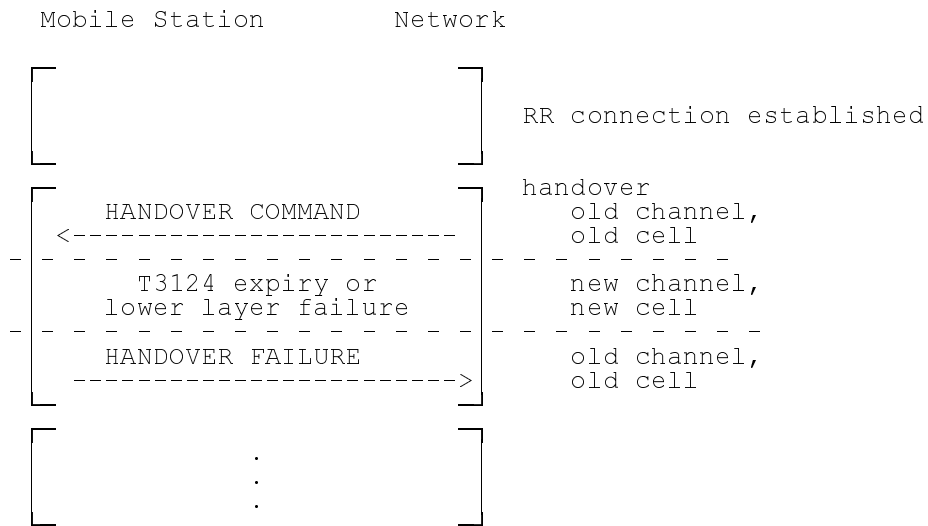 Mobile Station Network
RR connection established
handover
HANDOVER COMMAND old channel,
<------------------------ old cell
T3124 expiry or new channel,
lower layer failure new cell
HANDOVER FAILURE old channel,
------------------------> old cell
.
.
.